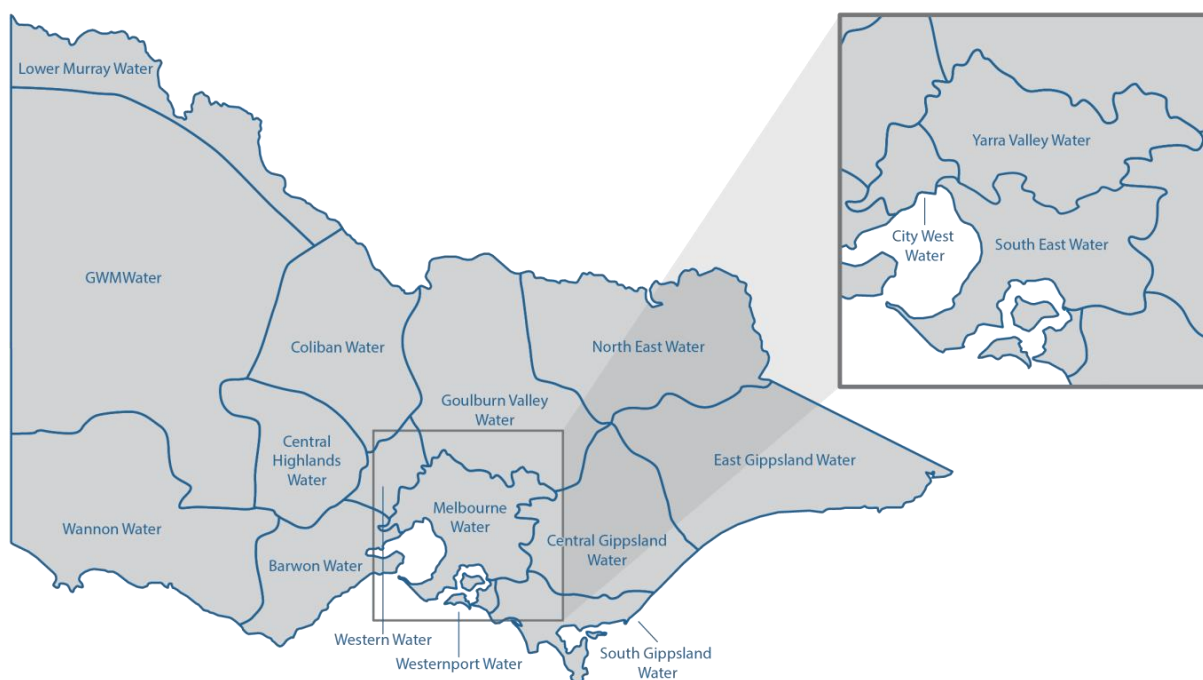 Lower Murray Water
GWMWater
Coliban Water
North East Water
Goulburn Valley
Water
Central
Highlands
Water
East Gippsland Water
Wannon Water
Melbourne
Water
Central Gippsland
Water
Barwon Water
Western Water
Westernport Water
South Gippsland
Water
Yarra Valley Water
City West
Water
South East Water